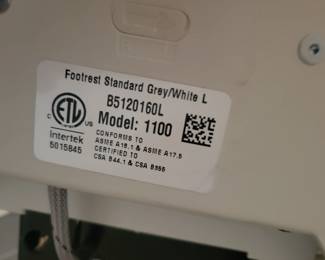 Footrest Standard Grey/White L
B5120160L
Model: 1100
ETL
C
US
Intertek
5015845
CONFORMS TO
ASME A18.1 & ASME A17.5
CERTIFIED TO
CSA B44.1 & CSA B355